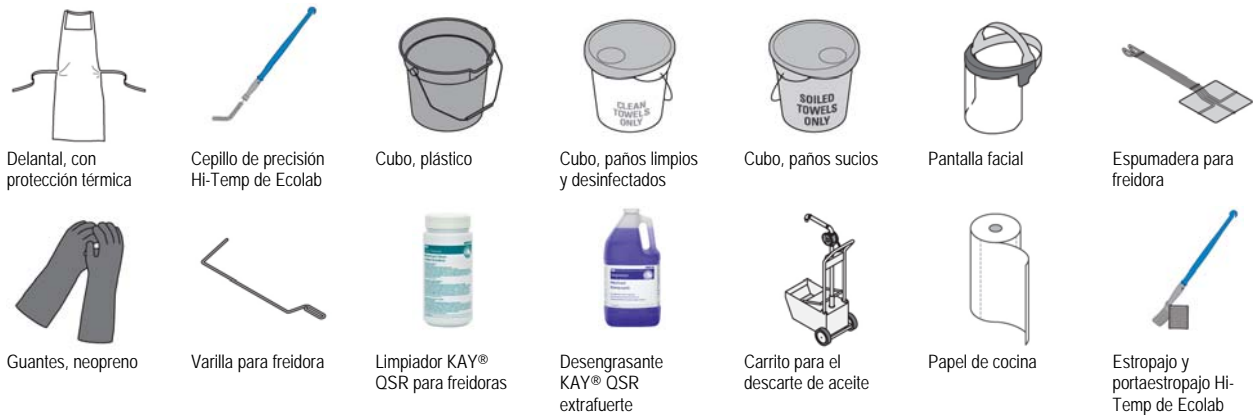 CLEAN
TOWELS
ONLY
SOILED
TOWELS
ONLY
Delantal, con
protección térmica
Cepillo de precisión
Hi-Temp de Ecolab
Cubo, plástico
Cubo, paños limpios
y desinfectados
Cubo, paños sucios
Pantalla facial
Espumadera para
freidora
Guantes, neopreno
Varilla para freidora
Limpiador KAY®
QSR para freidoras
Desengrasante
KAY® QSR
extrafuerte
Carrito para el
descarte de aceite
Papel de cocina
Estropajo y
portaestropajo Hi-
Temp de Ecolab